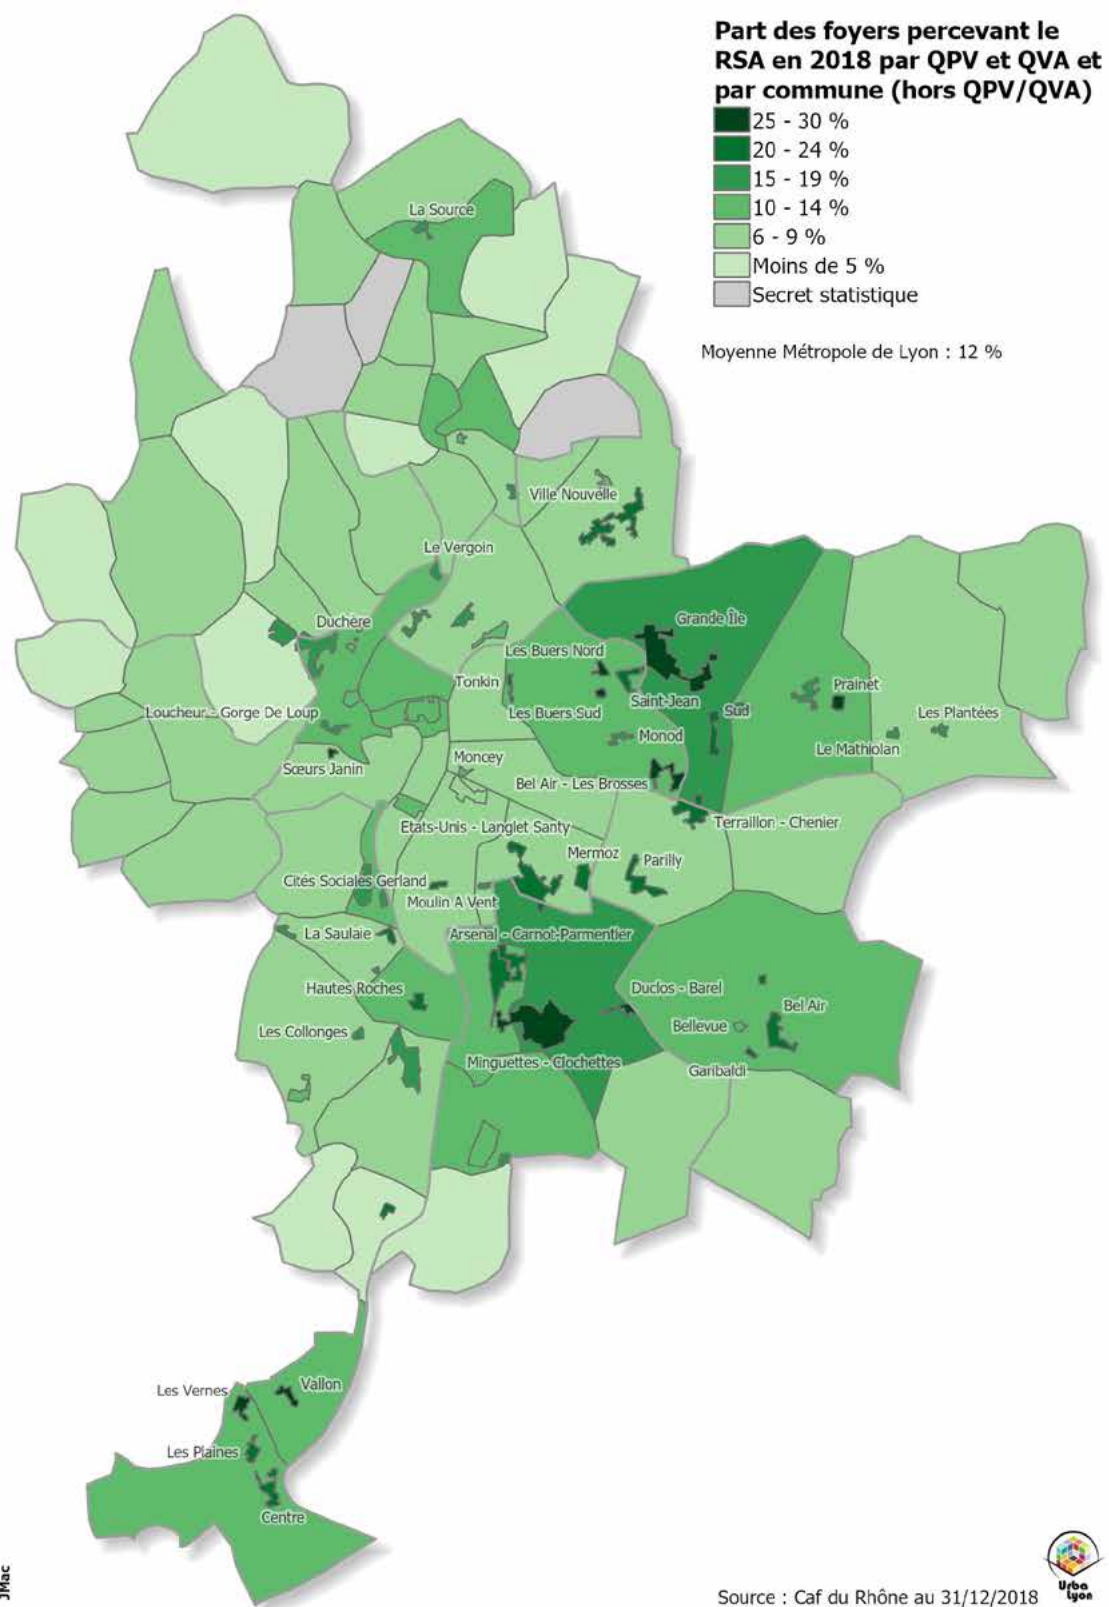 Part des foyers percevant le
RSA en 2018 par QPV et QVA et
par commune (hors QPV/QVA)
25 - 30 %
20 - 24 %
15 - 19 %
10 - 14 %
6 - 9 %
Moins de 5 %
Secret statistique
Moyenne Métropole de Lyon : 12 %
La Source
Ville Nouvelle
Le Vergoin
Duchère
Grande Île
Les Buers Nord
Tonkin
Saint-Jean
Prainet
Loucheur - Gorge De Loup
Les Buers Sud
Sud
Les Plantées
Monod
Le Mathiolan
Sœurs Janin
Moncey
Bel Air - Les Brosses
Etats-Unis - Langlet Santy
Terraillon - Chenier
Mermoz
Parilly
Cités Sociales Gerland
Moulin A Vent
La Saulaie
Arsenal - Carnot-Parmentier
Hautes Roches
Duclos - Barel
Bel Air
Les Collonges
Bellevue
Minguettes - Clochettes
Garibaldi
Les Vernes
Vallon
Les Plaines
Centre
JMac
Source : Caf du Rhône au 31/12/2018
Urba
Lyon